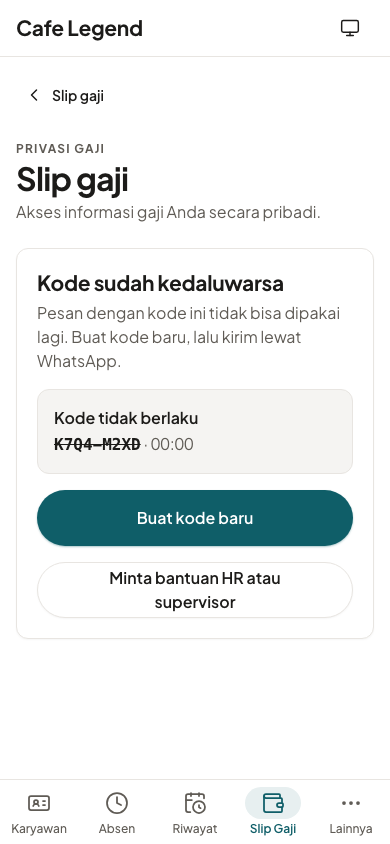 Cafe Legend
Slip gaji
PRIVASI GAJI
Slip gaji
Akses informasi gaji Anda secara pribadi.
Kode sudah kedaluwarsa
Pesan dengan kode ini tidak bisa dipakai
lagi. Buat kode baru, lalu kirim lewat
WhatsApp.
Kode tidak berlaku
K7Q4–M2XD · 00:00
Buat kode baru
Minta bantuan HR atau
supervisor
Karyawan Absen Riwayat Slip Gaji Lainnya